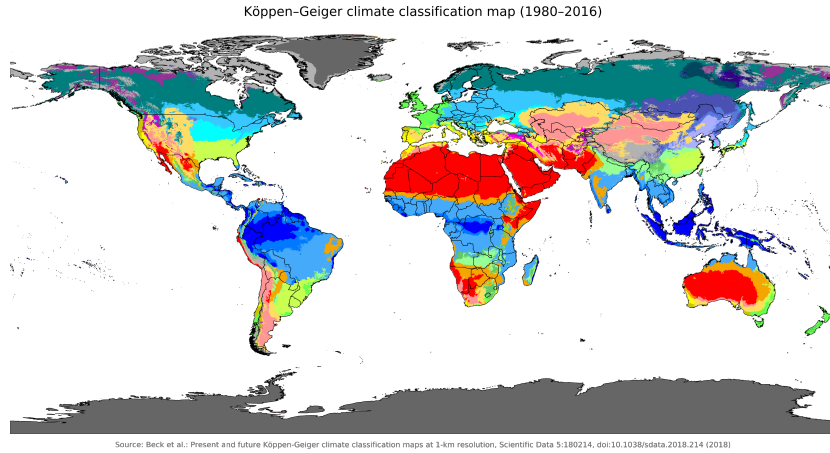 Köppen–Geiger climate classification map (1980–2016)
Source: Beck et al.: Present and future Köppen-Geiger climate classification maps at 1-km resolution, Scientific Data 5:180214, doi:10.1038/sdata.2018.214 (2018)